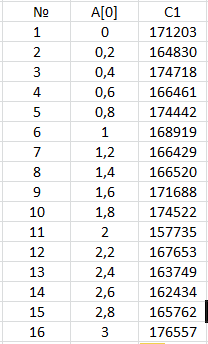 № A[0] C1
1 0 171203
2 0,2 164830
3 0,4 174718
4 0,6 166461
5 0,8 174442
6 1 168919
7 1,2 166429
8 1,4 166520
9 1,6 171688
10 1,8 174522
11 2 157735
12 2,2 167653
13 2,4 163749
14 2,6 162434
15 2,8 165762
16 3 176557